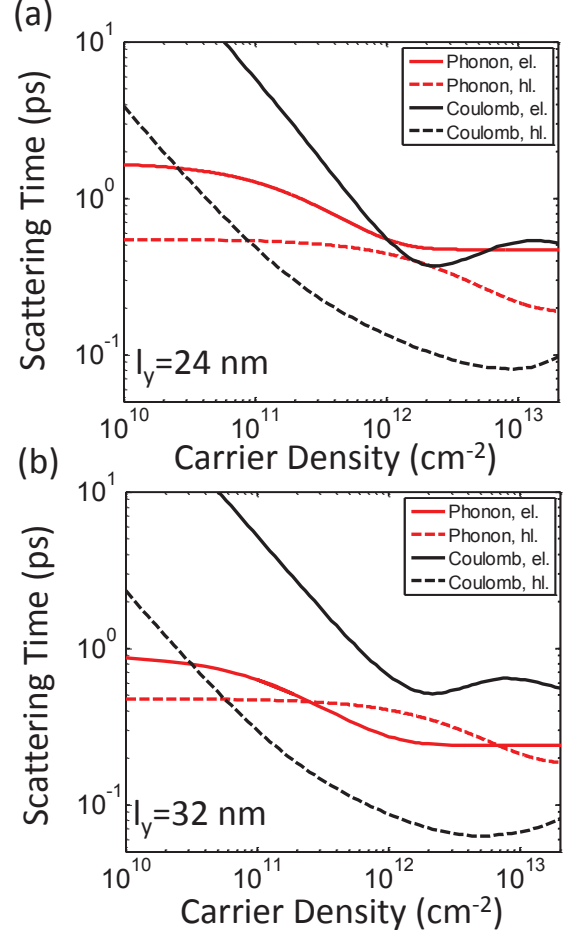 (a)
Scattering Time (ps)
10^1
10^0
10^-1
Phonon, el.
Phonon, hl.
Coulomb, el.
Coulomb, hl.
l_y=24 nm
10^10 10^11 10^12 10^13
Carrier Density (cm^-2)
(b)
Scattering Time (ps)
10^1
10^0
10^-1
Phonon, el.
Phonon, hl.
Coulomb, el.
Coulomb, hl.
l_y=32 nm
10^10 10^11 10^12 10^13
Carrier Density (cm^-2)